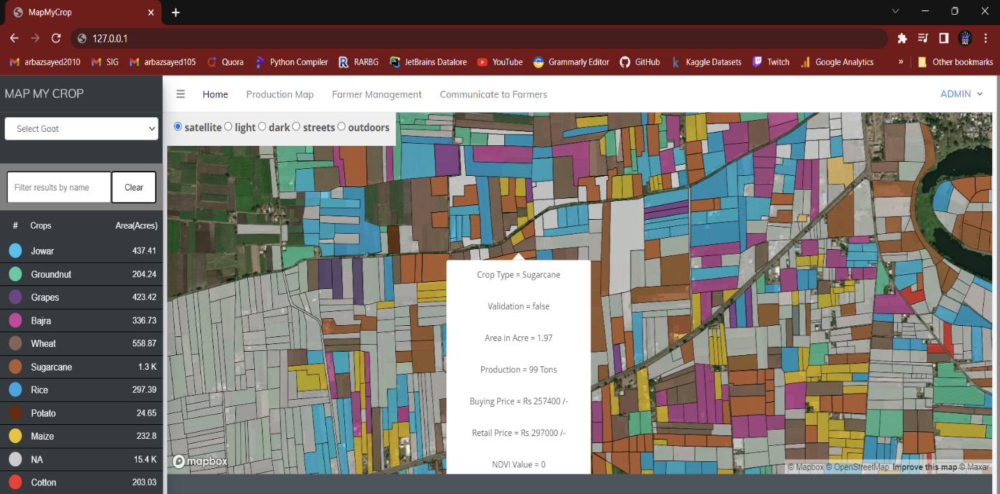 MapMyCrop
127.0.0.1
arbazsayed2010 SIG arbazsayed105 Quora Python Compiler RARBG JetBrains Datalore YouTube Grammarly Editor GitHub Kaggle Datasets Twitch Google Analytics » Other bookmarks
MAP MY CROP
Home Production Map Farmer Management Communicate to Farmers ADMIN
Select Gaat
satellite light dark streets outdoors
Filter results by name Clear
# Crops Area(Acres)
Jowar 437.41
Groundnut 204.24
Grapes 423.42
Bajra 336.73
Wheat 558.87
Sugarcane 1.3 K
Rice 297.39
Potato 24.65
Maize 232.8
NA 15.4 K
Cotton 203.03
Crop Type = Sugarcane
Validation = false
Area in Acre = 1.97
Production = 99 Tons
Buying Price = Rs 257400 /-
Retail Price = Rs 297000 /-
NDVI Value = 0
mapbox
© Mapbox © OpenStreetMap Improve this map © Maxar